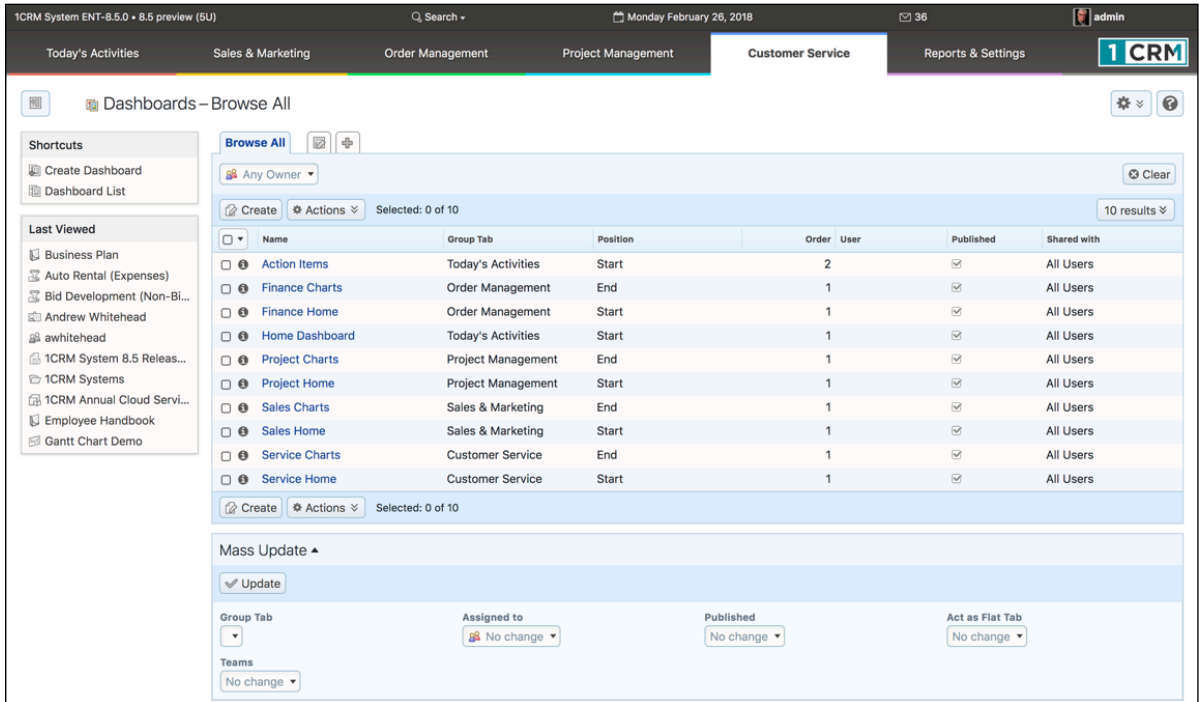 1CRM System ENT-8.5.0 • 8.5 preview (5U) Search Monday February 26, 2018 36 admin
Today's Activities Sales & Marketing Order Management Project Management Customer Service Reports & Settings 1 CRM
Dashboards – Browse All
Shortcuts
Create Dashboard
Dashboard List
Last Viewed
Business Plan
Auto Rental (Expenses)
Bid Development (Non-Bi...
Andrew Whitehead
awhitehead
1CRM System 8.5 Releas...
1CRM Systems
1CRM Annual Cloud Servi...
Employee Handbook
Gantt Chart Demo
Browse All
Any Owner Clear
Create Actions Selected: 0 of 10 10 results
Name Group Tab Position Order User Published Shared with
Action Items Today's Activities Start 2 All Users
Finance Charts Order Management End 1 All Users
Finance Home Order Management Start 1 All Users
Home Dashboard Today's Activities Start 1 All Users
Project Charts Project Management End 1 All Users
Project Home Project Management Start 1 All Users
Sales Charts Sales & Marketing End 1 All Users
Sales Home Sales & Marketing Start 1 All Users
Service Charts Customer Service End 1 All Users
Service Home Customer Service Start 1 All Users
Create Actions Selected: 0 of 10
Mass Update
Update
Group Tab Assigned to Published Act as Flat Tab
No change No change No change
Teams
No change